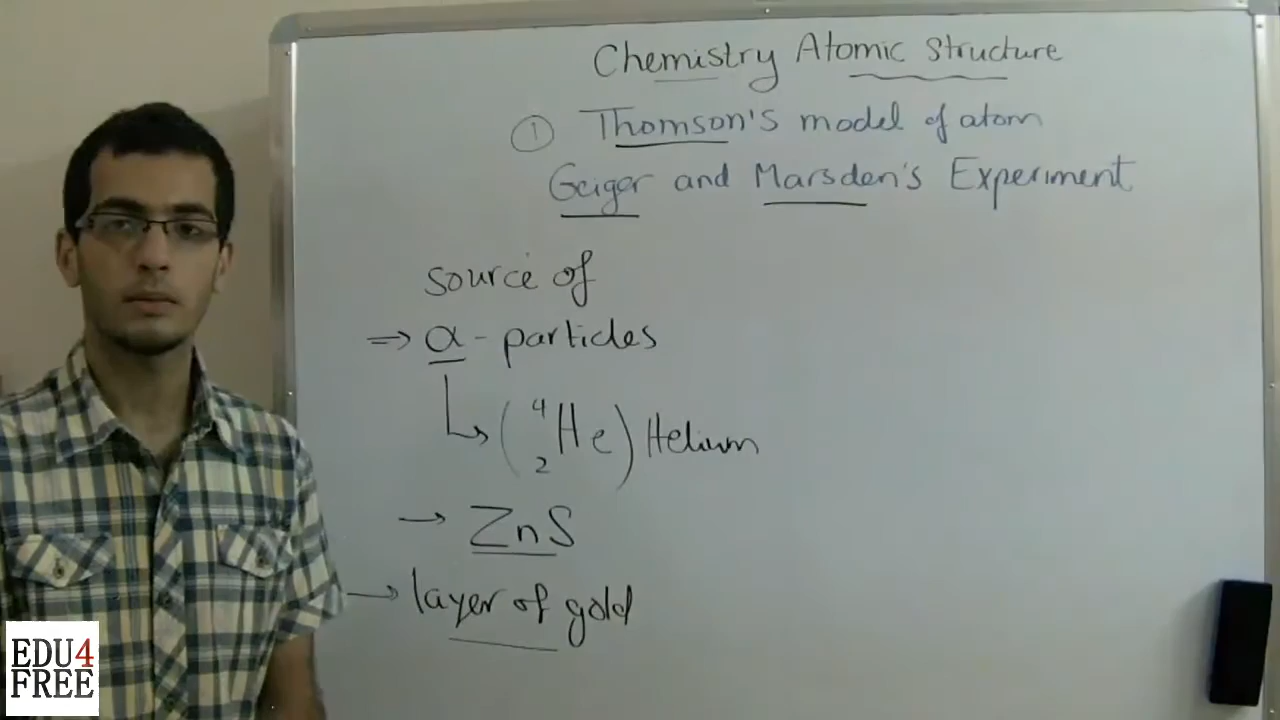 Chemistry Atomic Structure
① Thomson's model of atom
Geiger and Marsden's Experiment
source of
⇒ α - particles
(⁴₂He) Helium
→ ZnS
→ layer of gold
EDU4
FREE